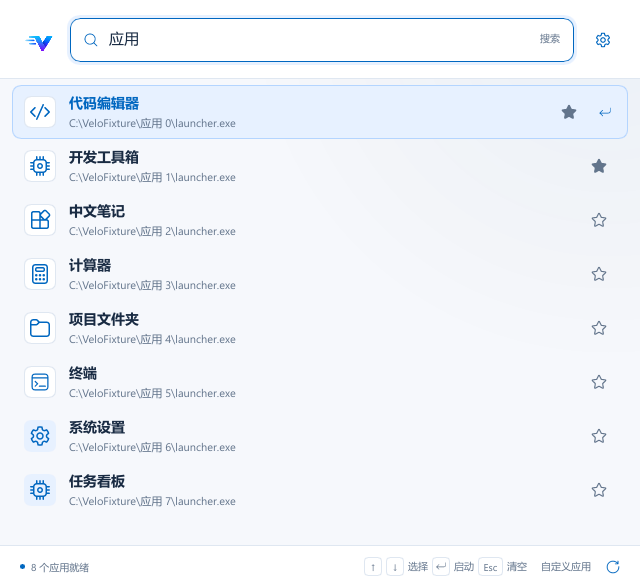 应用
搜索
代码编辑器
C:\VeloFixture\应用 0\launcher.exe
开发工具箱
C:\VeloFixture\应用 1\launcher.exe
中文笔记
C:\VeloFixture\应用 2\launcher.exe
计算器
C:\VeloFixture\应用 3\launcher.exe
项目文件夹
C:\VeloFixture\应用 4\launcher.exe
终端
C:\VeloFixture\应用 5\launcher.exe
系统设置
C:\VeloFixture\应用 6\launcher.exe
任务看板
C:\VeloFixture\应用 7\launcher.exe
8 个应用就绪
↑ ↓ 选择 ↵ 启动 Esc 清空 自定义应用